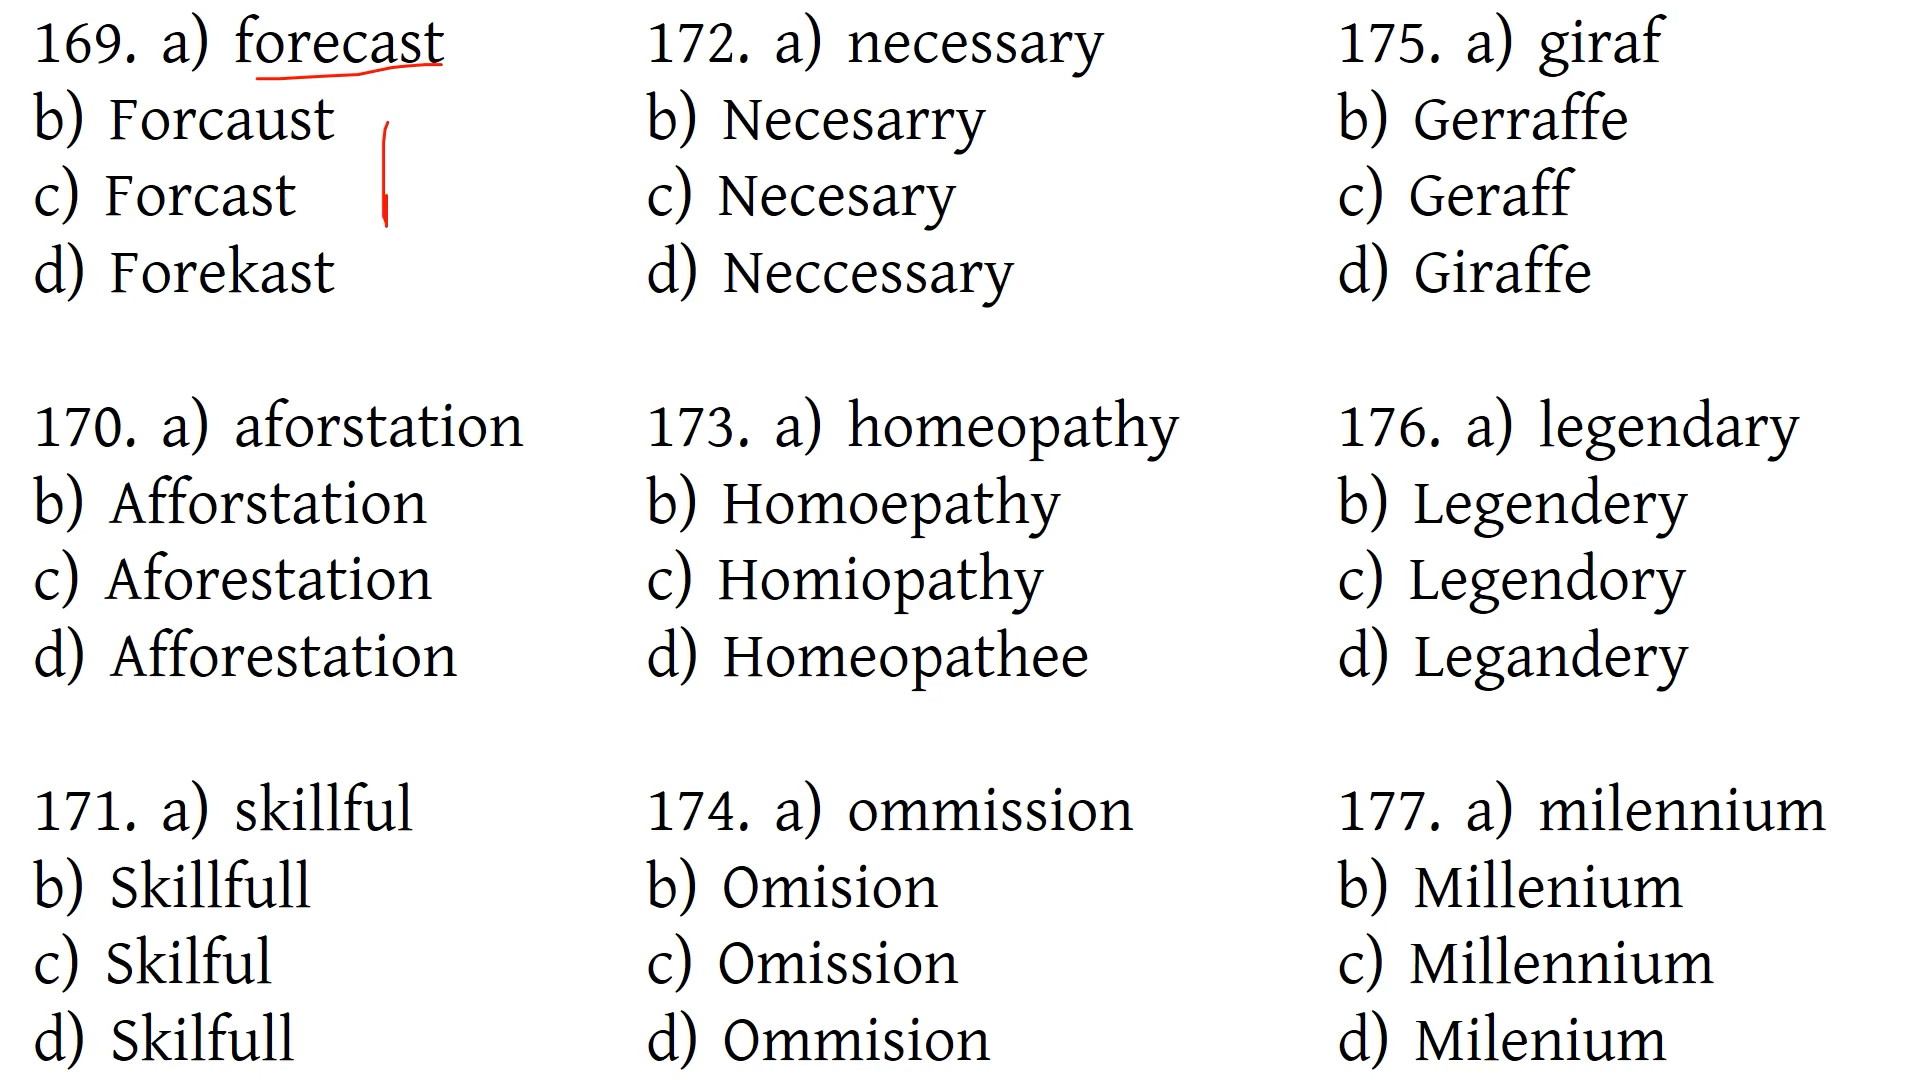 169. a) forecast
b) Forcaust
c) Forcast
d) Forekast
170. a) aforstation
b) Afforstation
c) Aforestation
d) Afforestation
171. a) skillful
b) Skillfull
c) Skilful
d) Skilfull
172. a) necessary
b) Necesarry
c) Necesary
d) Neccessary
173. a) homeopathy
b) Homoepathy
c) Homiopathy
d) Homeopathee
174. a) ommission
b) Omision
c) Omission
d) Ommision
175. a) giraf
b) Gerraffe
c) Geraff
d) Giraffe
176. a) legendary
b) Legendery
c) Legendory
d) Legandery
177. a) milennium
b) Millenium
c) Millennium
d) Milenium